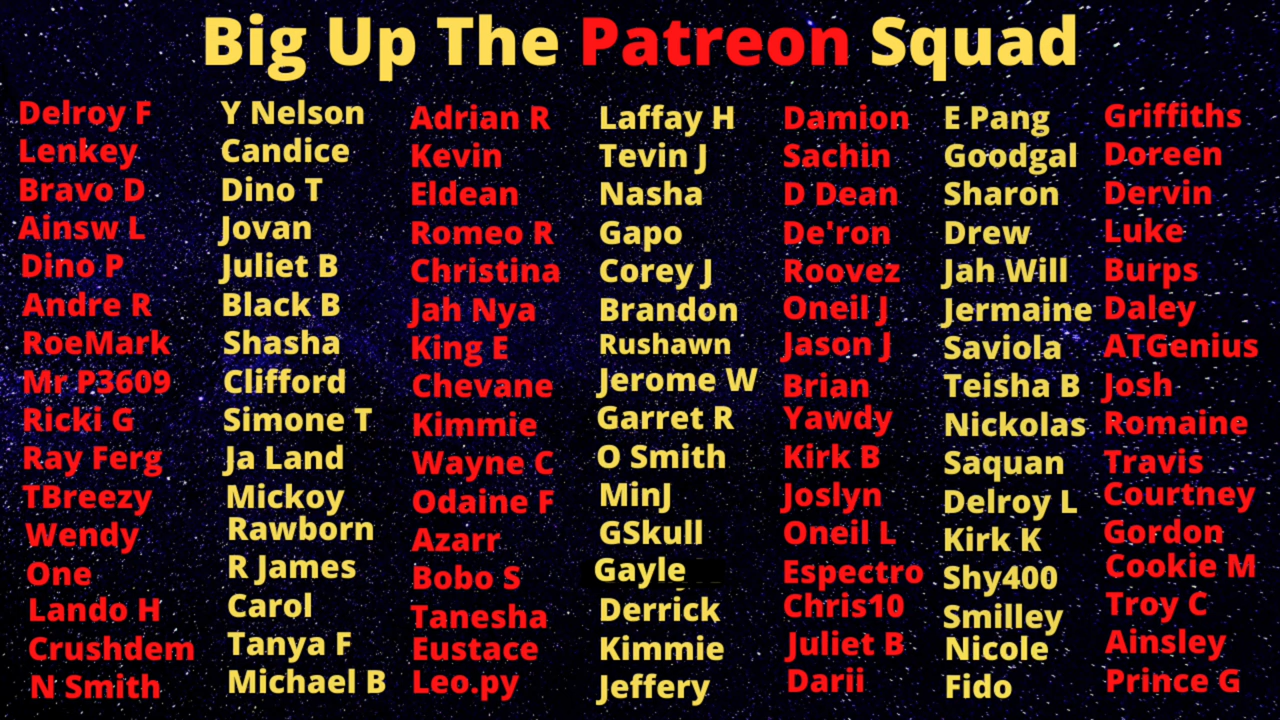 Big Up The Patreon Squad
Delroy F
Lenkey
Bravo D
Ainsw L
Dino P
Andre R
RoeMark
Mr P3609
Ricki G
Ray Ferg
TBreezy
Wendy
One
Lando H
Crushdem
N Smith
Y Nelson
Candice
Dino T
Jovan
Juliet B
Black B
Shasha
Clifford
Simone T
Ja Land
Mickoy
Rawborn
R James
Carol
Tanya F
Michael B
Adrian R
Kevin
Eldean
Romeo R
Christina
Jah Nya
King E
Chevane
Kimmie
Wayne C
Odaine F
Azarr
Bobo S
Tanesha
Eustace
Leo.py
Laffay H
Tevin J
Nasha
Gapo
Corey J
Brandon
Rushawn
Jerome W
Garret R
O Smith
MinJ
GSkull
Gayle
Derrick
Kimmie
Jeffery
Damion
Sachin
D Dean
De'ron
Roovez
Oneil J
Jason J
Brian
Yawdy
Kirk B
Joslyn
Oneil L
Espectro
Chris10
Juliet B
Darii
E Pang
Goodgal
Sharon
Drew
Jah Will
Jermaine
Saviola
Teisha B
Nickolas
Saquan
Delroy L
Kirk K
Shy400
Smilley
Nicole
Fido
Griffiths
Doreen
Dervin
Luke
Burps
Daley
ATGenius
Josh
Romaine
Travis
Courtney
Gordon
Cookie M
Troy C
Ainsley
Prince G